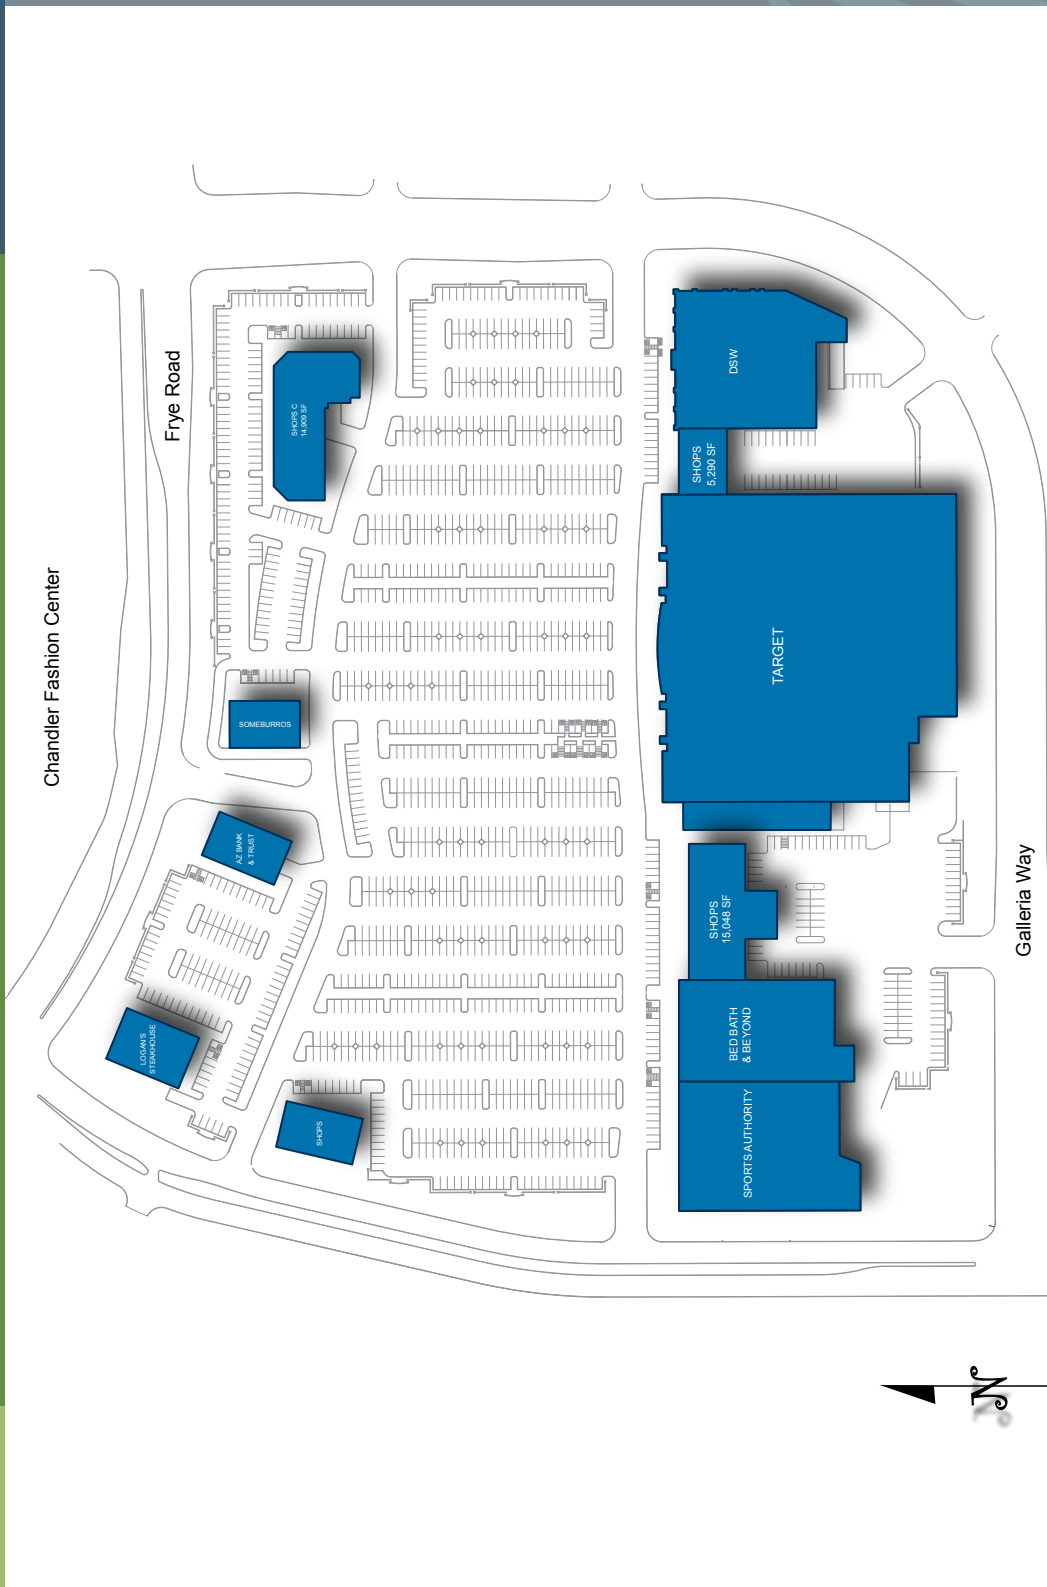 Chandler Fashion Center
Frye Road
SHOPS C
14,909 SF
SOMEBURROS
AZ BANK
& TRUST
LOGAN'S
STEAKHOUSE
SHOPS
DSW
SHOPS
5,290 SF
TARGET
SHOPS
15,048 SF
BED BATH
& BEYOND
SPORTS AUTHORITY
Galleria Way
N